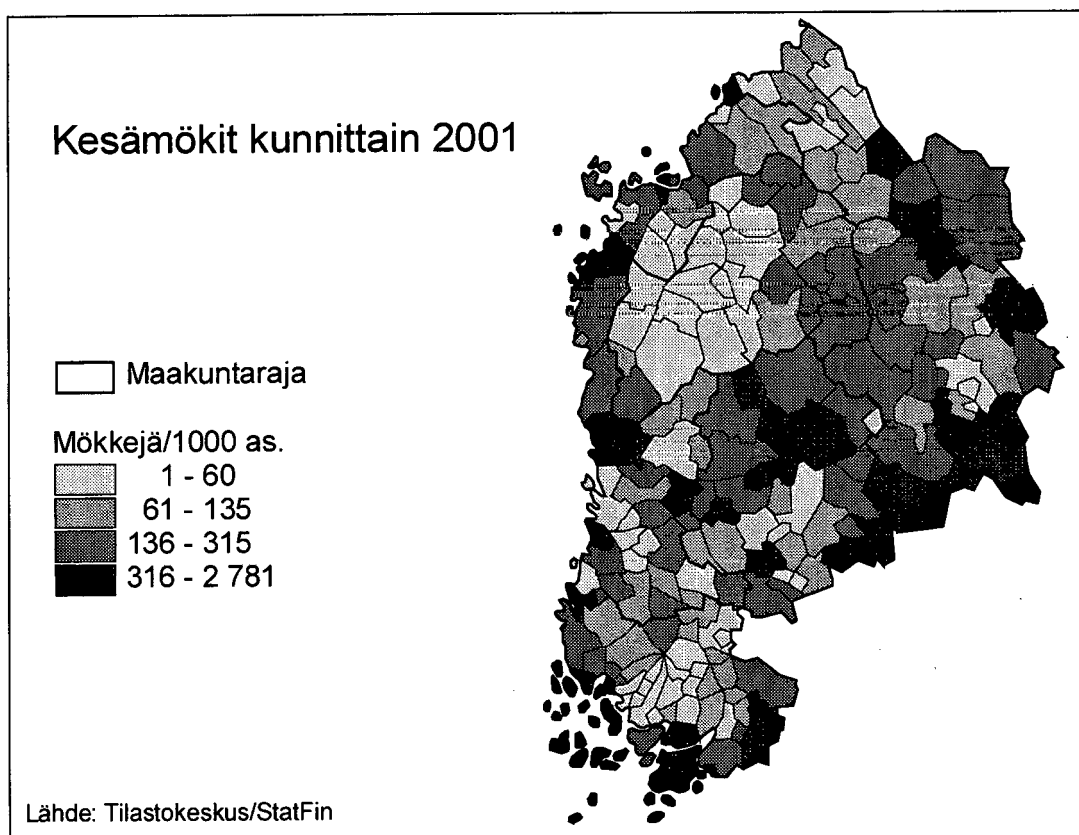 Kesämökit kunnittain 2001
Maakuntaraja
Mökkejä/1000 as.
1 - 60
61 - 135
136 - 315
316 - 2 781
Lähde: Tilastokeskus/StatFin